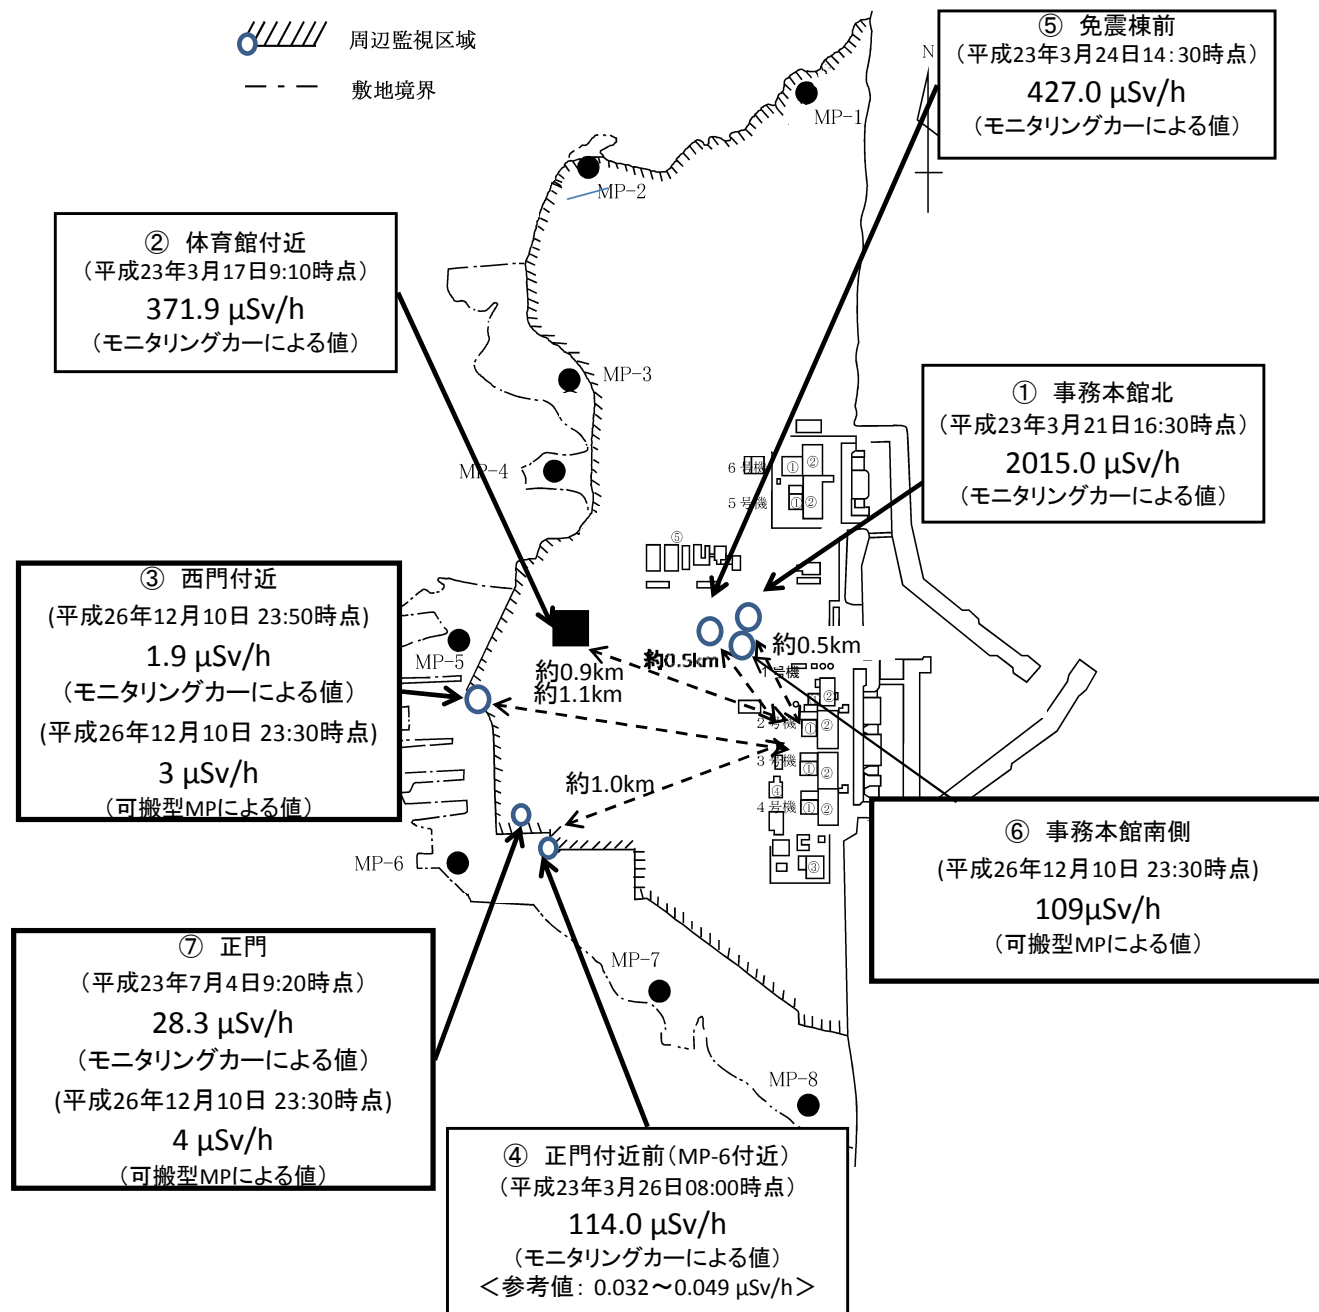 周辺監視区域
敷地境界
⑤ 免震棟前
(平成23年3月24日14:30時点)
427.0 µSv/h
(モニタリングカーによる値)
N
MP-1
MP-2
② 体育館付近
(平成23年3月17日9:10時点)
371.9 µSv/h
(モニタリングカーによる値)
MP-3
MP-4
① 事務本館北
(平成23年3月21日16:30時点)
2015.0 µSv/h
(モニタリングカーによる値)
6号機
①
②
5号機
①
②
⑤
③ 西門付近
(平成26年12月10日 23:50時点)
1.9 µSv/h
(モニタリングカーによる値)
(平成26年12月10日 23:30時点)
3 µSv/h
(可搬型MPによる値)
MP-5
約0.9km
約1.1km
約0.5km
約0.5km
1号機
②
2号機
①
②
3号機
①
②
④
4号機
①
②
③
約1.0km
MP-6
⑥ 事務本館南側
(平成26年12月10日 23:30時点)
109µSv/h
(可搬型MPによる値)
⑦ 正門
(平成23年7月4日9:20時点)
28.3 µSv/h
(モニタリングカーによる値)
(平成26年12月10日 23:30時点)
4 µSv/h
(可搬型MPによる値)
MP-7
MP-8
④ 正門付近前(MP-6付近)
(平成23年3月26日08:00時点)
114.0 µSv/h
(モニタリングカーによる値)
<参考値: 0.032~0.049 µSv/h>